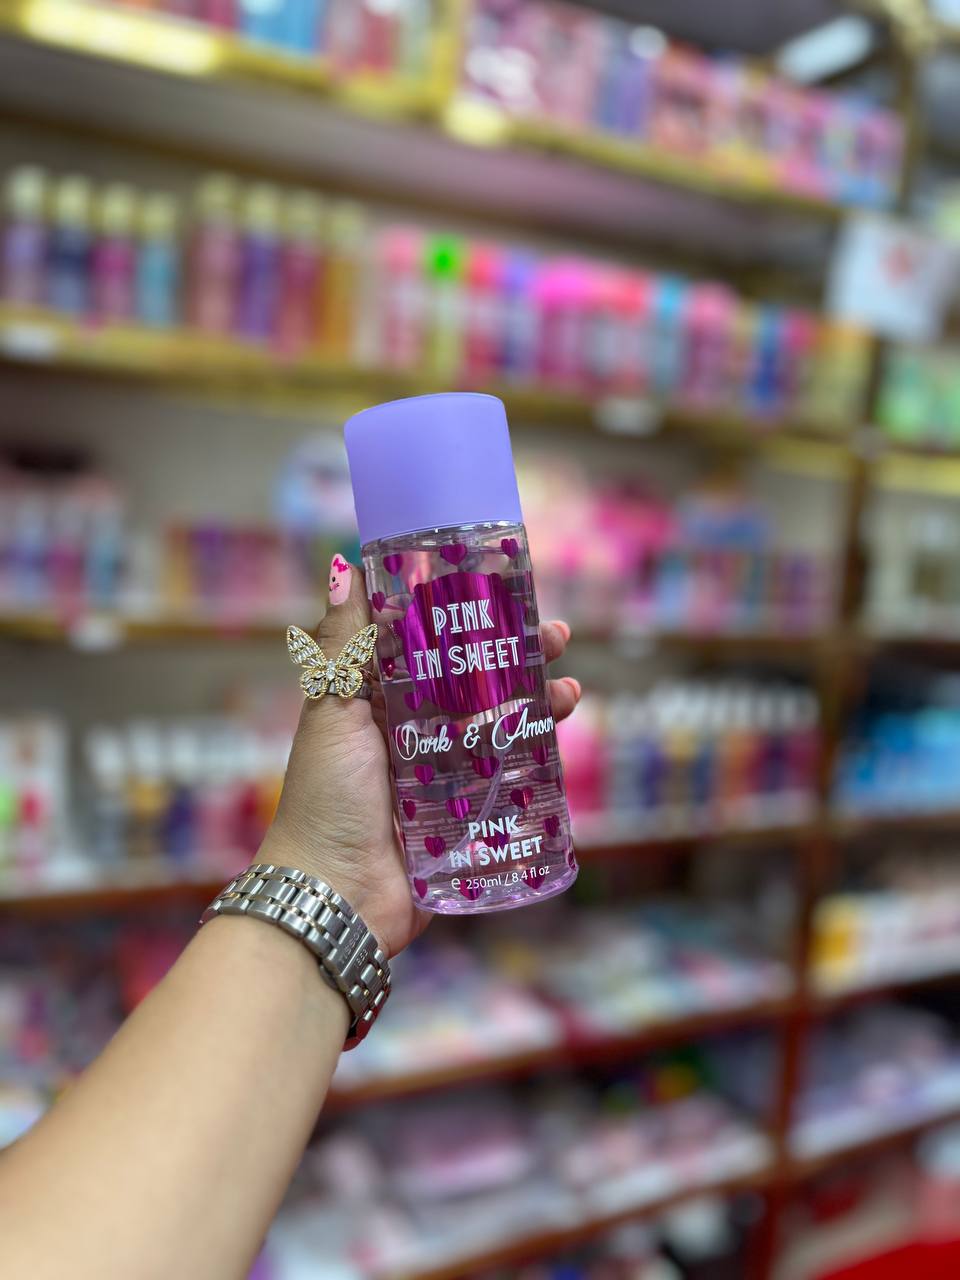 PINK
IN SWEET
Dark & Amour
PINK
IN SWEET
e 250ml / 8.4 fl oz